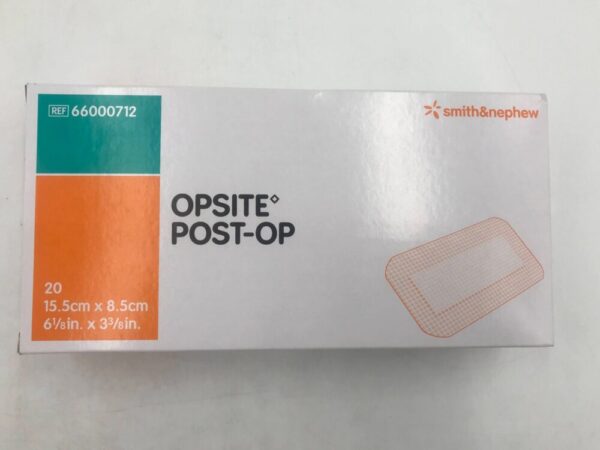 REF 66000712
smith&nephew
OPSITE◇
POST-OP
20
15.5cm x 8.5cm
6⅛in. x 3³/₈in.